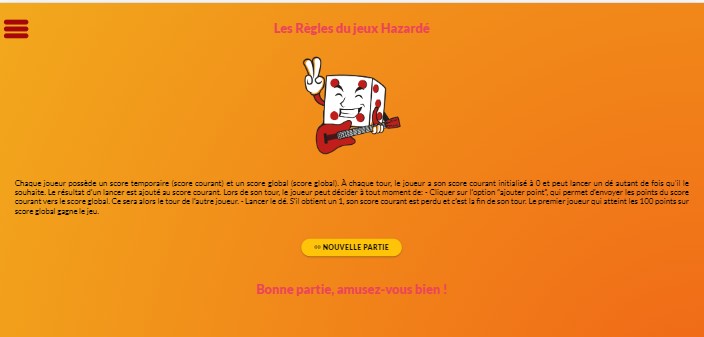 Les Règles du jeux Hazardé
Chaque joueur possède un score temporaire (score courant) et un score global (score global). À chaque tour, le joueur a son score courant initialisé à 0 et peut lancer un dé autant de fois qu'il le
souhaite. Le résultat d'un lancer est ajouté au score courant. Lors de son tour, le joueur peut décider à tout moment de: - Cliquer sur l'option "ajouter point", qui permet d'envoyer les points du score
courant vers le score global. Ce sera alors le tour de l'autre joueur. - Lancer le dé. S'il obtient un 1, son score courant est perdu et c'est la fin de son tour. Le premier joueur qui atteint les 100 points sur
score global gagne le jeu.
NOUVELLE PARTIE
Bonne partie, amusez-vous bien !